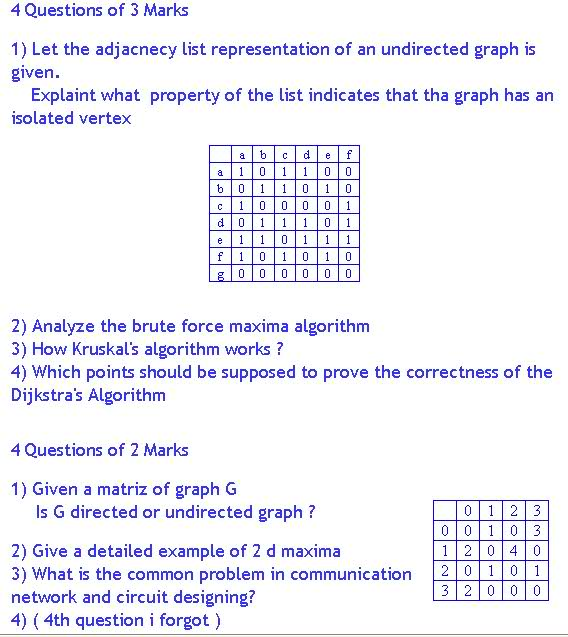 4 Questions of 3 Marks
1) Let the adjacnecy list representation of an undirected graph is
given.
Explaint what property of the list indicates that tha graph has an
isolated vertex
a b c d e f
a 1 0 1 1 0 0
b 0 1 1 0 1 0
c 1 0 0 0 0 1
d 0 1 1 1 0 1
e 1 1 0 1 1 1
f 1 0 1 0 1 0
g 0 0 0 0 0 0
2) Analyze the brute force maxima algorithm
3) How Kruskal's algorithm works ?
4) Which points should be supposed to prove the correctness of the
Dijkstra's Algorithm
4 Questions of 2 Marks
1) Given a matriz of graph G
Is G directed or undirected graph ?
0 1 2 3
0 0 1 0 3
1 2 0 4 0
2 0 1 0 1
3 2 0 0 0
2) Give a detailed example of 2 d maxima
3) What is the common problem in communication
network and circuit designing?
4) ( 4th question i forgot )